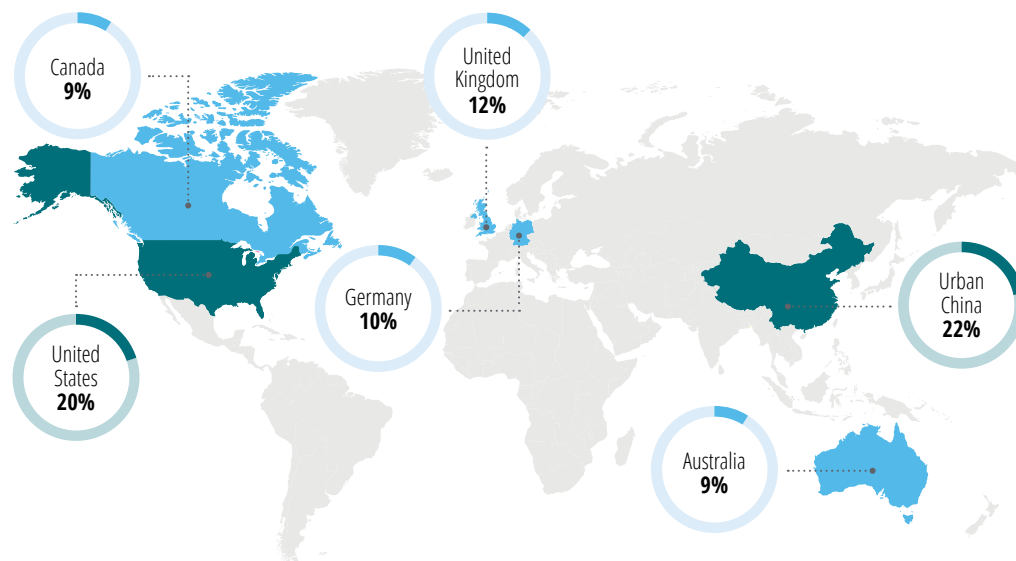 Canada
9%
United
Kingdom
12%
Germany
10%
Urban
China
22%
United
States
20%
Australia
9%